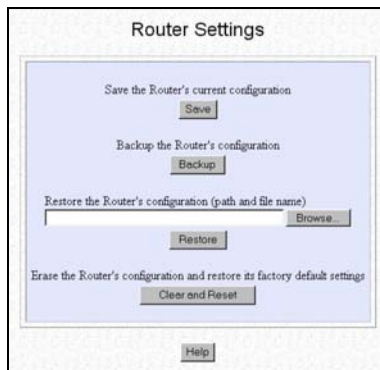 Router Settings
Save the Router's current configuration
Save
Backup the Router's configuration
Backup
Restore the Router's configuration (path and file name)
Browse...
Restore
Erase the Router's configuration and restore its factory default settings
Clear and Reset
Help